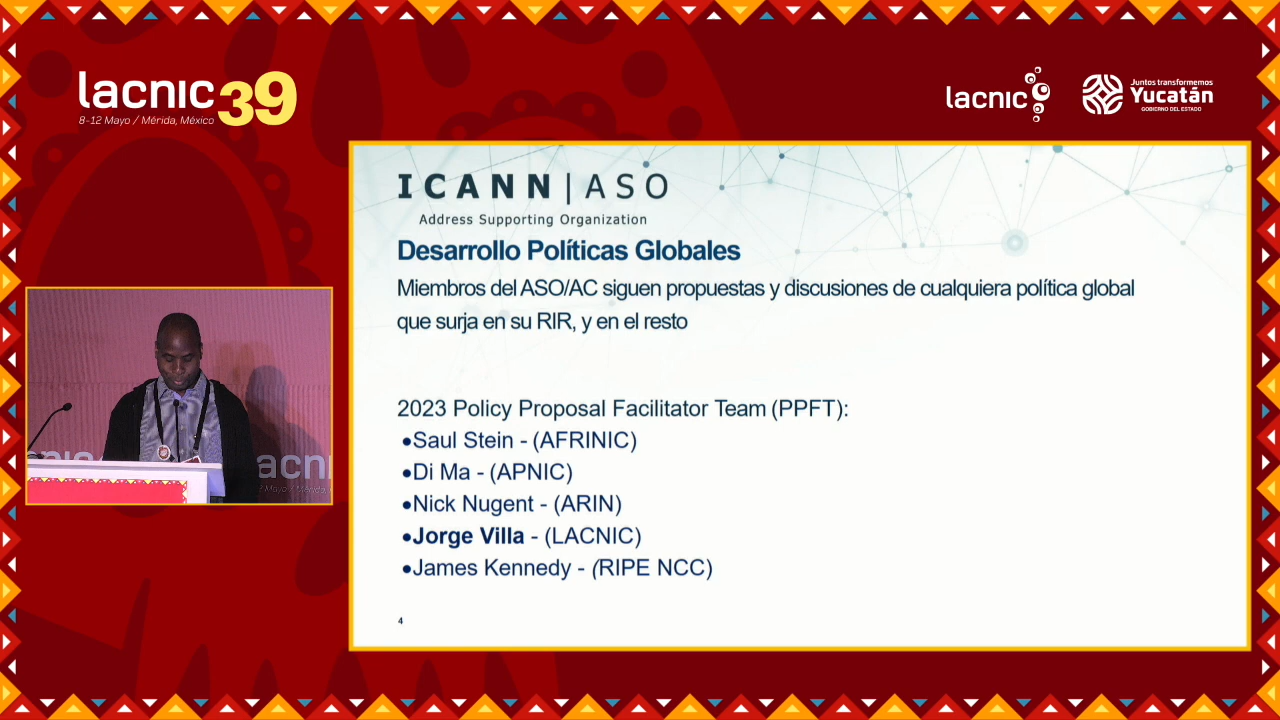 lacnic39
8-12 Mayo / Mérida, México
lacnic
Juntos transformemos
Yucatán
GOBIERNO DEL ESTADO
ICANN|ASO
Address Supporting Organization
Desarrollo Políticas Globales
Miembros del ASO/AC siguen propuestas y discusiones de cualquiera política global
que surja en su RIR, y en el resto
2023 Policy Proposal Facilitator Team (PPFT):
•Saul Stein - (AFRINIC)
•Di Ma - (APNIC)
•Nick Nugent - (ARIN)
•Jorge Villa - (LACNIC)
•James Kennedy - (RIPE NCC)
4
lacn